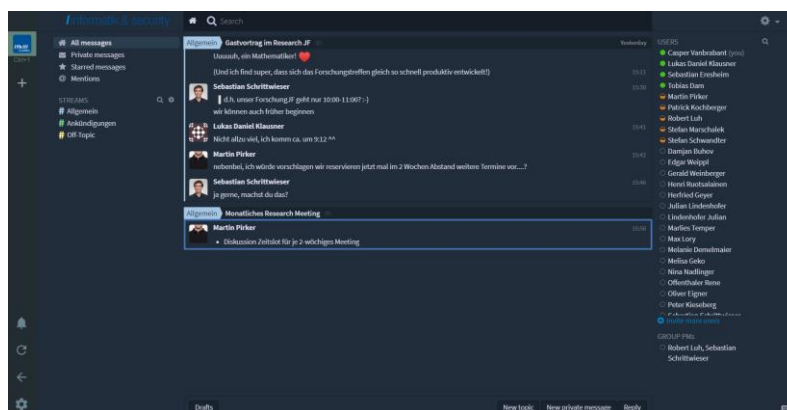 informatik & security
Search
All messages
Private messages
Starred messages
Mentions
STREAMS
# Allgemein
# Ankündigungen
# Off-Topic
Allgemein
Gastvortrag im Research JF
Yesterday
Uuuuuh, ein Mathematiker!
(Und ich find super, dass sich das Forschungstreffen gleich so schnell produktiv entwickelt!)
Sebastian Schrittwieser
d.h. unser ForschungJF geht nur 10:00-11:00? :-)
wir können auch früher beginnen
Lukas Daniel Klausner
15:41
Nicht allzu viel, ich komm ca. um 9:12 ^^
Martin Pirker
15:43
nebenbei, ich würde vorschlagen wir reservieren jetzt mal im 2 Wochen Abstand weitere Termine vor....?
Sebastian Schrittwieser
15:46
ja gerne, machst du das?
Allgemein
Monatliches Research Meeting
Martin Pirker
• Diskussion Zeitslot für je 2-wöchiges Meeting
Drafts
New topic
New private message
Reply
USERS
Casper Vanbrabant (you)
Lukas Daniel Klausner
Sebastian Eresheim
Tobias Dam
Martin Pirker
Patrick Kochberger
Robert Luh
Stefan Marschalek
Stefan Schwandter
Damjan Buhov
Edgar Weippl
Gerald Weinberger
Henri Ruotsalainen
Herfried Geyer
Julian Lindenhofer
Lindenhofer Julian
Marlies Temper
Max Lory
Melanie Demelmaier
Melisa Geko
Nina Nadlinger
Offenthaler Rene
Oliver Eigner
Peter Kieseberg
Invite more users
GROUP PMs
Robert Luh, Sebastian
Schrittwieser